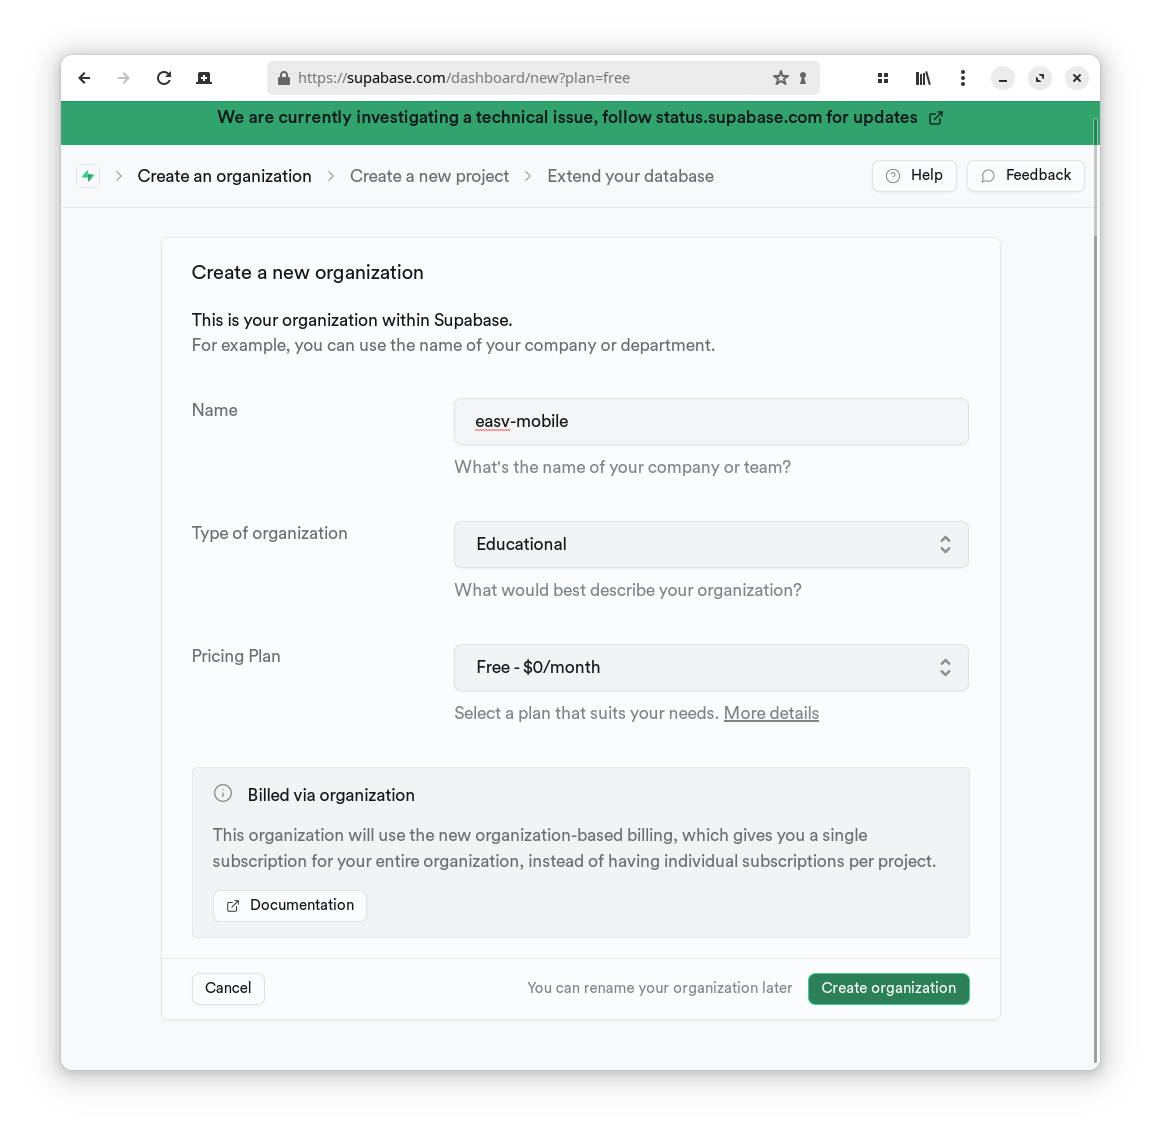 https://supabase.com/dashboard/new?plan=free
We are currently investigating a technical issue, follow status.supabase.com for updates
Create an organization
Create a new project
Extend your database
Help
Feedback
Create a new organization
This is your organization within Supabase.
For example, you can use the name of your company or department.
Name
easv-mobile
What's the name of your company or team?
Type of organization
Educational
What would best describe your organization?
Pricing Plan
Free - $0/month
Select a plan that suits your needs. More details
Billed via organization
This organization will use the new organization-based billing, which gives you a single
subscription for your entire organization, instead of having individual subscriptions per project.
Documentation
Cancel
You can rename your organization later
Create organization